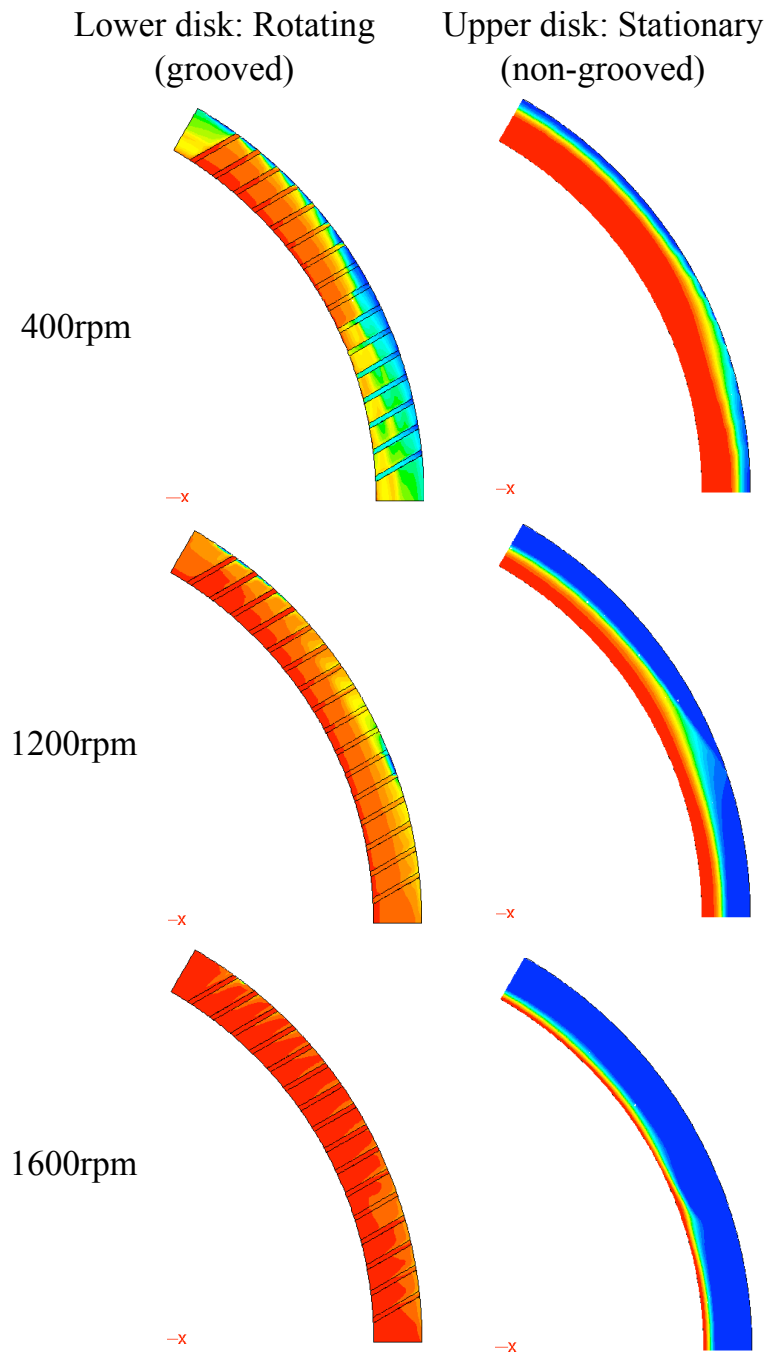 Lower disk: Rotating
(grooved)
Upper disk: Stationary
(non-grooved)
400rpm
–x
–x
1200rpm
–x
–x
1600rpm
–x
–x